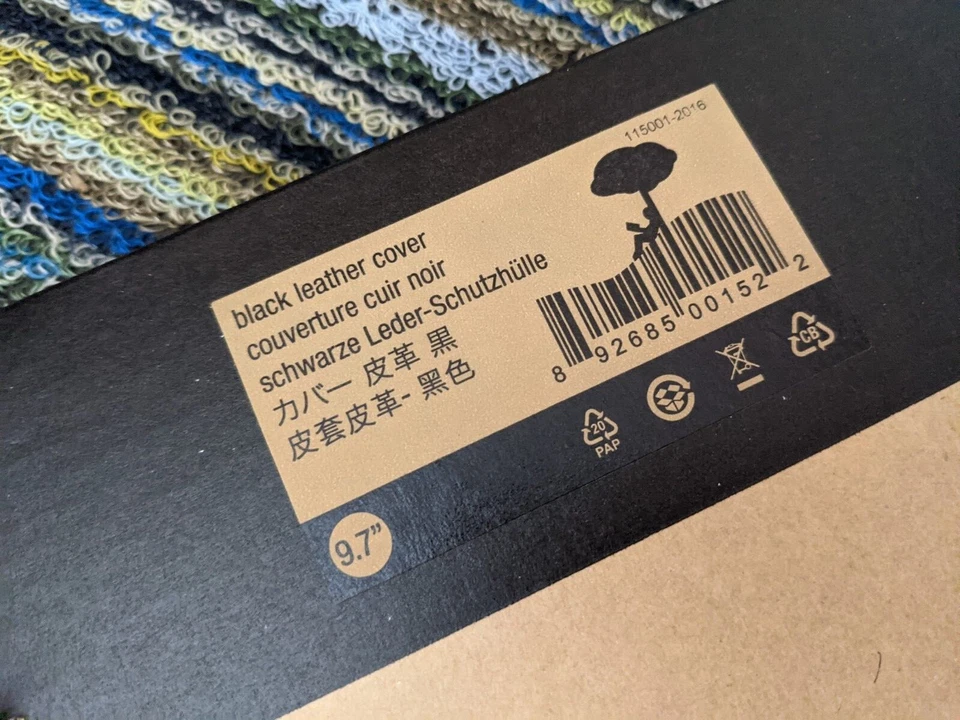 115001-2016
black leather cover
couverture cuir noir
schwarze Leder-Schutzhülle
カバー 皮革 黒
皮套皮革- 黑色
8 92685 00152 2
20
PAP
CB
9.7”